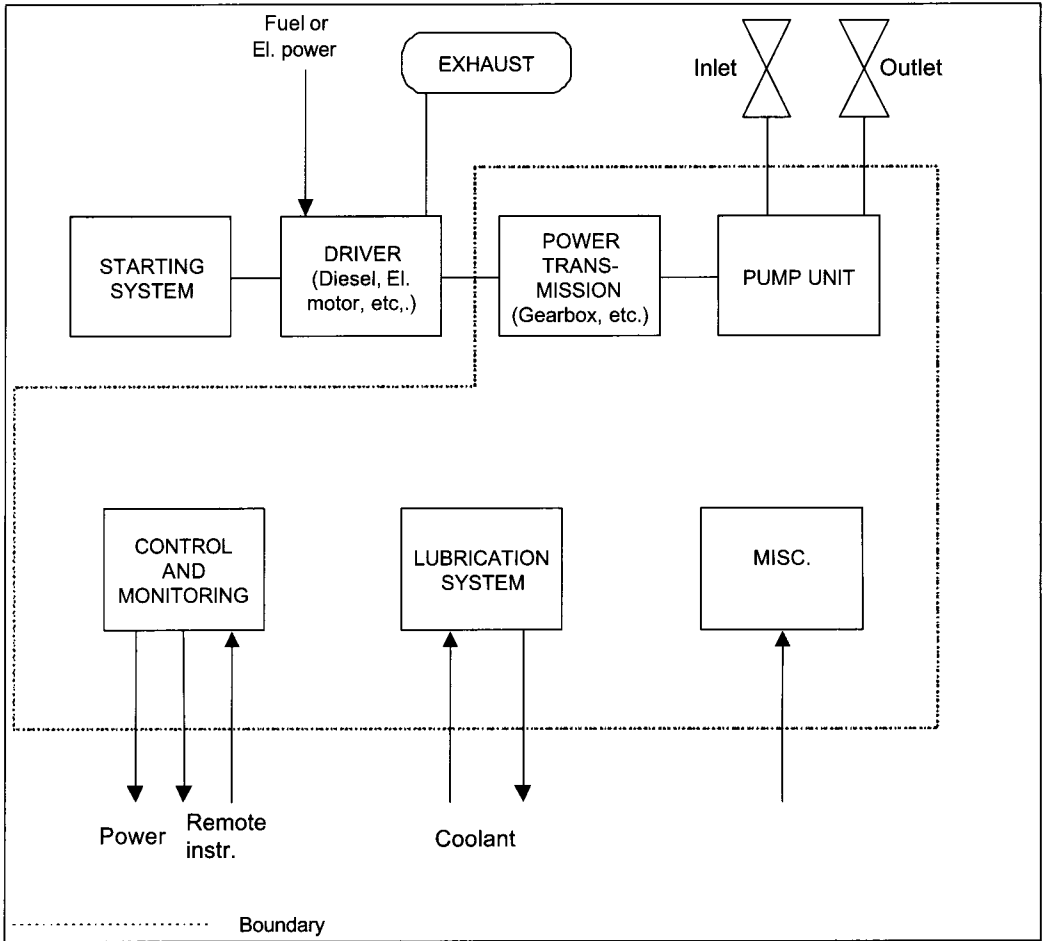 Fuel or
El. power
EXHAUST
Inlet
Outlet
STARTING
SYSTEM
DRIVER
(Diesel, El.
motor, etc,.)
POWER
TRANS-
MISSION
(Gearbox, etc.)
PUMP UNIT
CONTROL
AND
MONITORING
LUBRICATION
SYSTEM
MISC.
Power
Remote
instr.
Coolant
Boundary